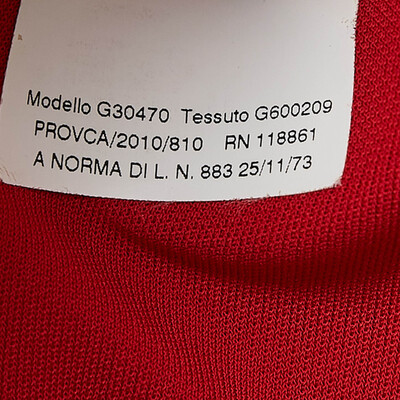 Modello G30470 Tessuto G600209
PROVCA/2010/810 RN 118861
A NORMA DI L. N. 883 25/11/73